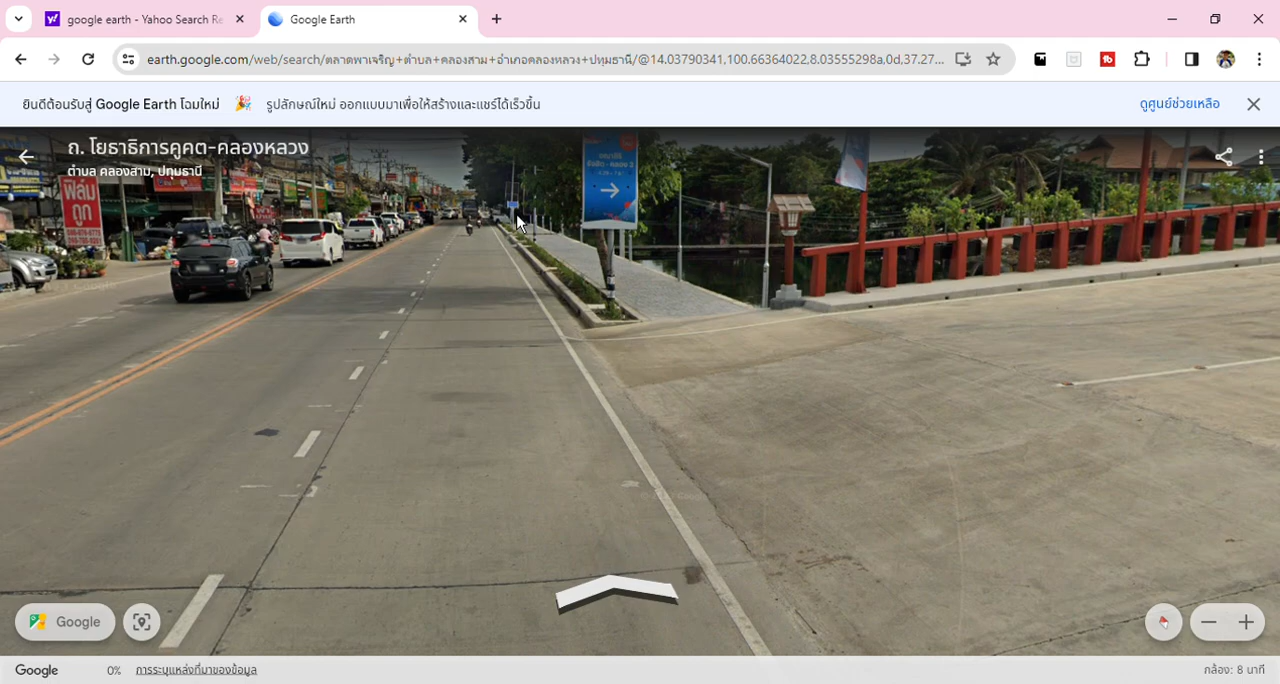 google earth - Yahoo Search Re
Google Earth
earth.google.com/web/search/ตลาดพาเจริญ+ตำบล+คลองสาม+อำเภอคลองหลวง+ปทุมธานี/@14.03790341,100.66364022,8.03555298a,0d,37.27...
ยินดีต้อนรับสู่ Google Earth โฉมใหม่ รูปลักษณ์ใหม่ ออกแบบมาเพื่อให้สร้างและแชร์ได้เร็วขึ้น
ดูศูนย์ช่วยเหลือ
ถ. โยธาธิการคูคต-คลองหลวง
ตำบล คลองสาม, ปทุมธานี
ฟิล์ม
ถูก
Google
Google
0%
การระบุแหล่งที่มาของข้อมูล
กล้อง: 8 นาที